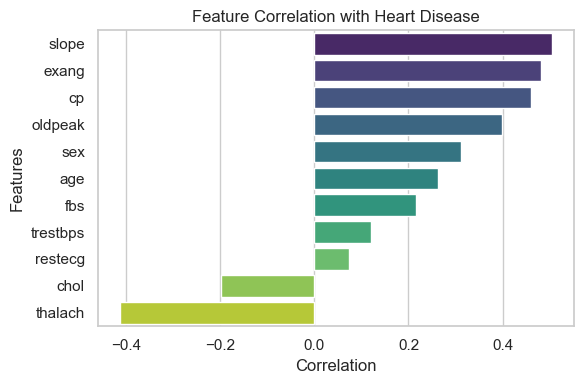 Feature Correlation with Heart Disease
slope
exang
cp
oldpeak
sex
age
fbs
trestbps
restecg
chol
thalach
Features
−0.4 −0.2 0.0 0.2 0.4
Correlation